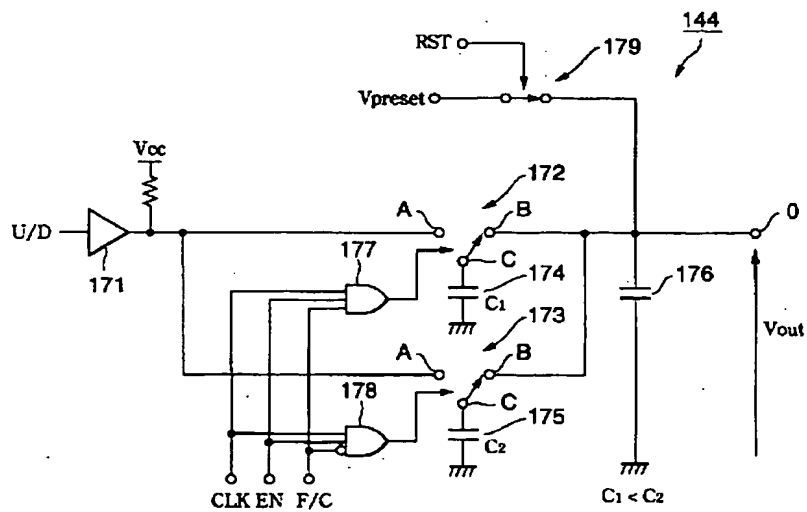 144
RST
179
Vpreset
Vcc
172
A
B
O
U/D
171
177
C
174
C1
176
173
Vout
A
B
178
C
175
C2
CLK EN F/C
C1 < C2